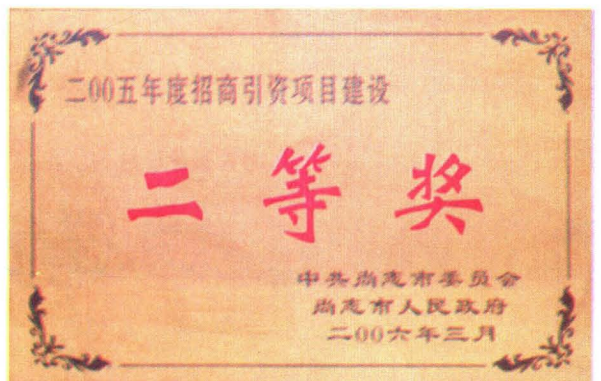 二00五年度招商引资项目建设
二等奖
中共尚志市委员会
尚志市人民政府
二00六年三月